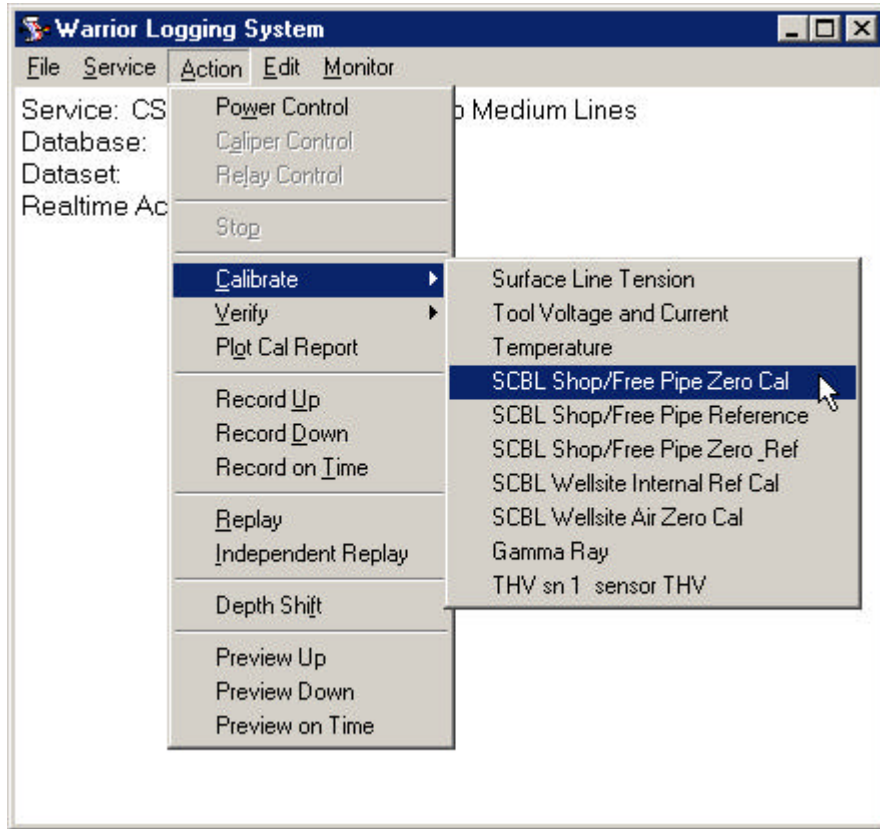 Warrior Logging System
File Service Action Edit Monitor
Service: CS
o Medium Lines
Database:
Dataset:
Realtime Ac
Power Control
Caliper Control
Relay Control
Stop
Calibrate
Verify
Plot Cal Report
Record Up
Record Down
Record on Time
Replay
Independent Replay
Depth Shift
Preview Up
Preview Down
Preview on Time
Surface Line Tension
Tool Voltage and Current
Temperature
SCBL Shop/Free Pipe Zero Cal
SCBL Shop/Free Pipe Reference
SCBL Shop/Free Pipe Zero _Ref
SCBL Wellsite Internal Ref Cal
SCBL Wellsite Air Zero Cal
Gamma Ray
THV sn 1 sensor THV